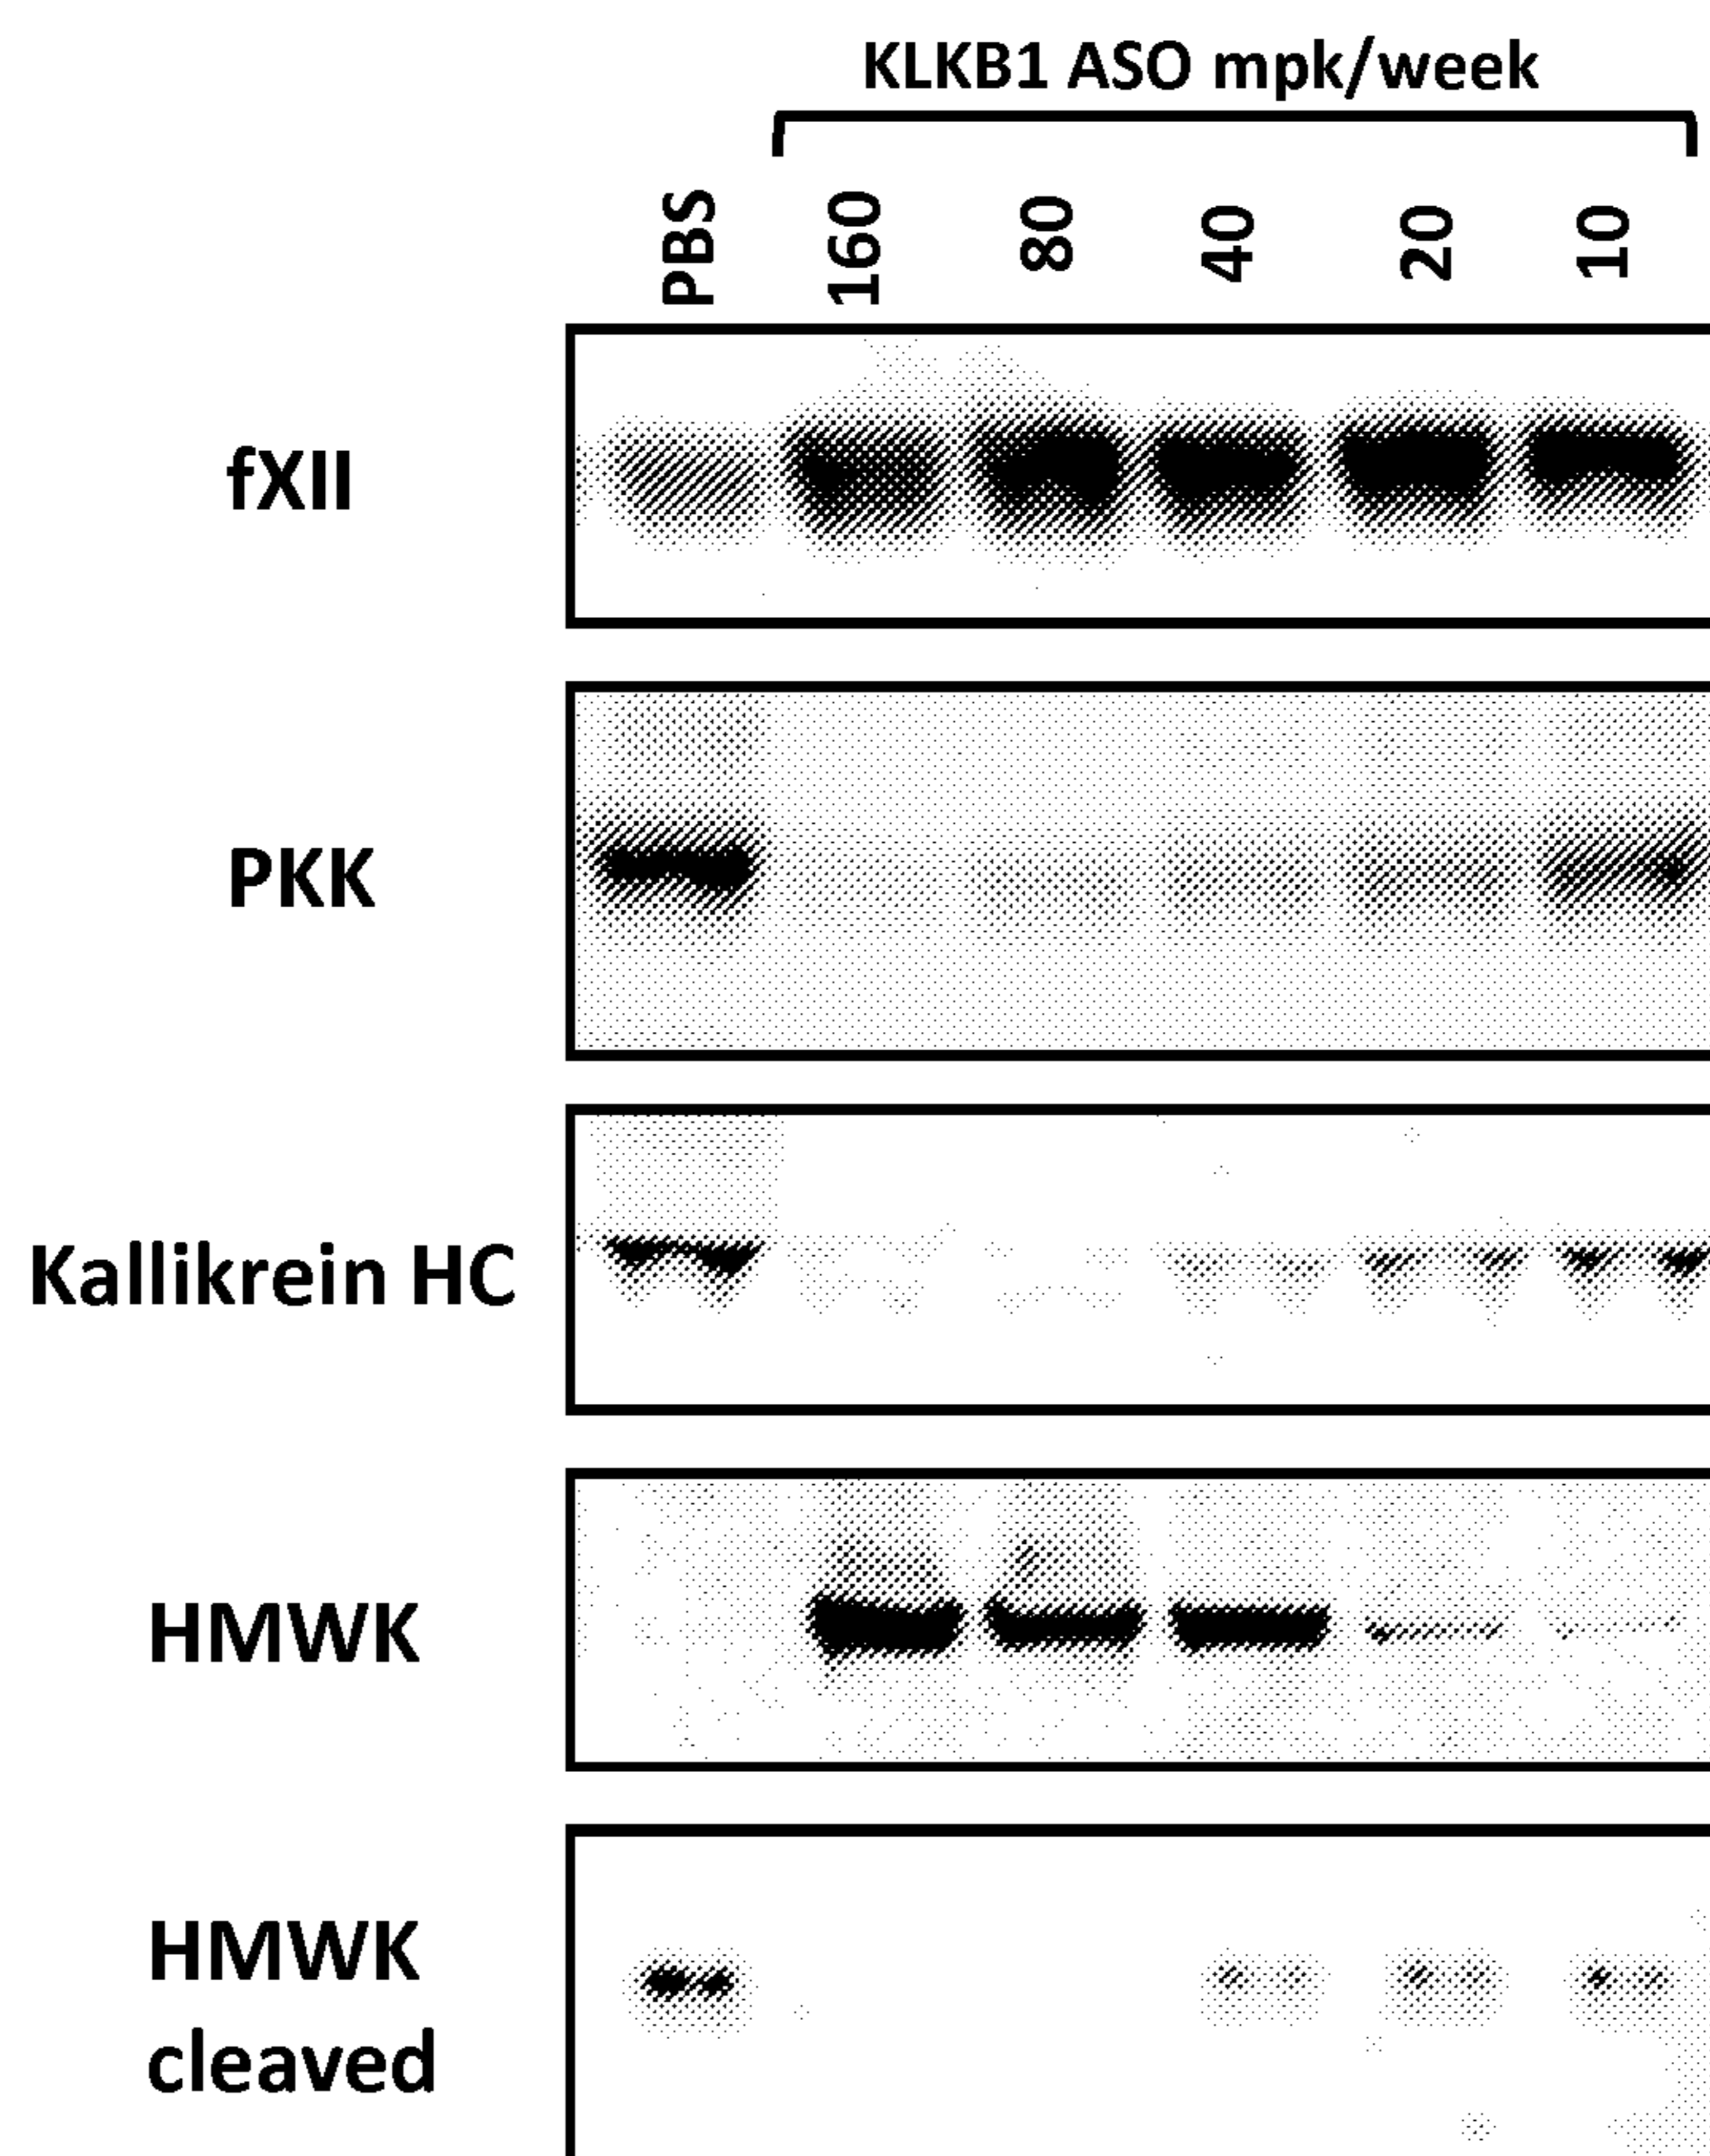 KLKB1 ASO mpk/week
PBS
160
80
40
20
10
fXII
PKK
Kallikrein HC
HMWK
HMWK
cleaved